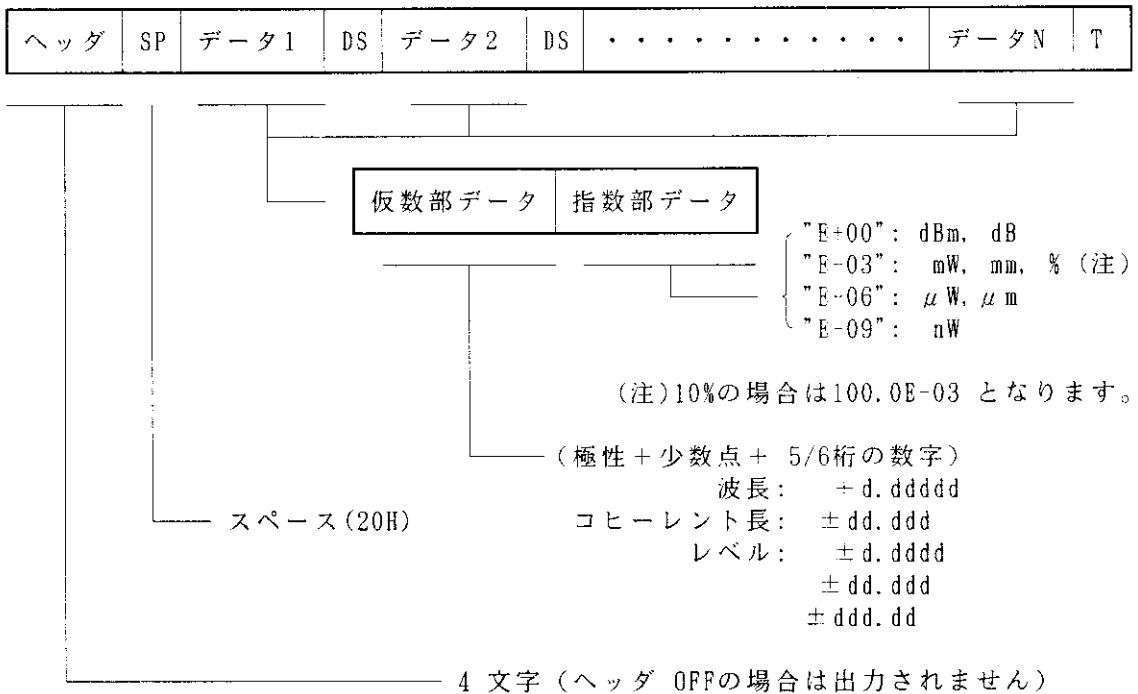 ヘッダ SP データ1 DS データ2 DS ・・・・・・・・・・・ データN T
仮数部データ 指数部データ
"E+00": dBm, dB
"E-03": mW, mm, % (注)
"E-06": μW, μm
"E-09": nW
(注)10%の場合は100.0E-03 となります。
(極性+少数点+ 5/6桁の数字)
波長: +d.ddddd
スペース(20H)
コヒーレント長: ±dd.ddd
レベル: ±d.dddd
±dd.ddd
±ddd.dd
4 文字 (ヘッダ OFFの場合は出力されません)